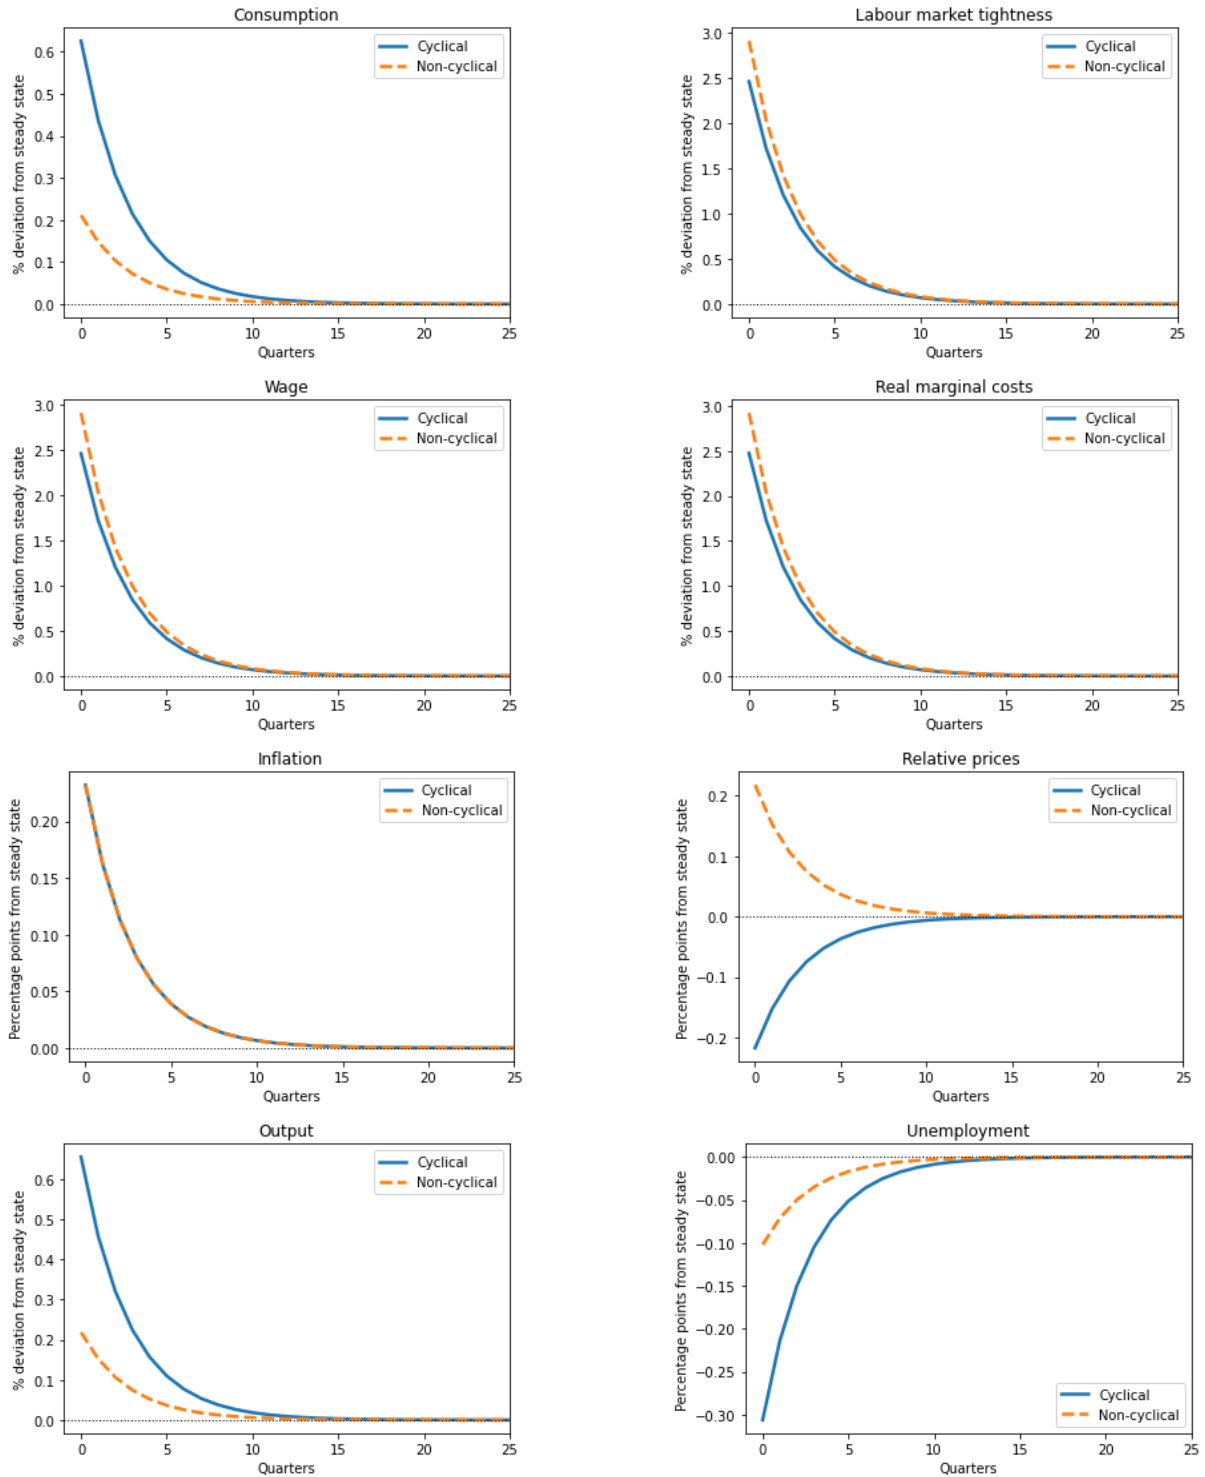 Consumption
% deviation from steady state
0.6
0.5
0.4
0.3
0.2
0.1
0.0
Cyclical
Non-cyclical
0 5 10 15 20 25
Quarters
Labour market tightness
% deviation from steady state
3.0
2.5
2.0
1.5
1.0
0.5
0.0
Cyclical
Non-cyclical
0 5 10 15 20 25
Quarters
Wage
% deviation from steady state
3.0
2.5
2.0
1.5
1.0
0.5
0.0
Cyclical
Non-cyclical
0 5 10 15 20 25
Quarters
Real marginal costs
% deviation from steady state
3.0
2.5
2.0
1.5
1.0
0.5
0.0
Cyclical
Non-cyclical
0 5 10 15 20 25
Quarters
Inflation
Percentage points from steady state
0.20
0.15
0.10
0.05
0.00
Cyclical
Non-cyclical
0 5 10 15 20 25
Quarters
Relative prices
Percentage points from steady state
0.2
0.1
0.0
−0.1
−0.2
Cyclical
Non-cyclical
0 5 10 15 20 25
Quarters
Output
% deviation from steady state
0.6
0.5
0.4
0.3
0.2
0.1
0.0
Cyclical
Non-cyclical
0 5 10 15 20 25
Quarters
Unemployment
Percentage points from steady state
0.00
−0.05
−0.10
−0.15
−0.20
−0.25
−0.30
Cyclical
Non-cyclical
0 5 10 15 20 25
Quarters